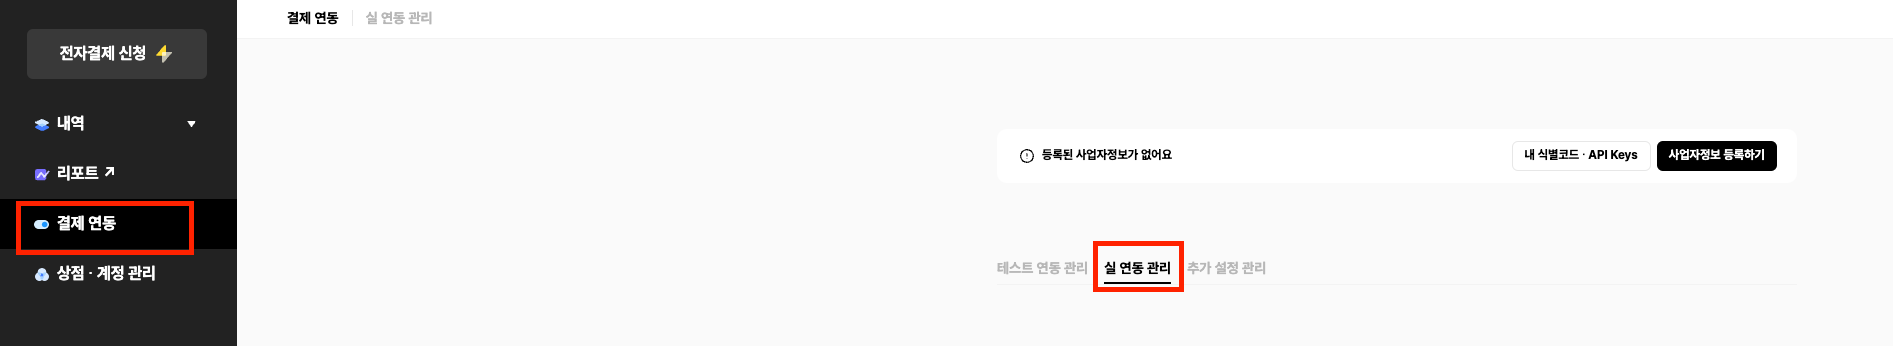 전자결제 신청
내역
리포트
결제 연동
상점 · 계정 관리
결제 연동 실 연동 관리
등록된 사업자정보가 없어요
내 식별코드 · API Keys
사업자정보 등록하기
테스트 연동 관리 실 연동 관리 추가 설정 관리